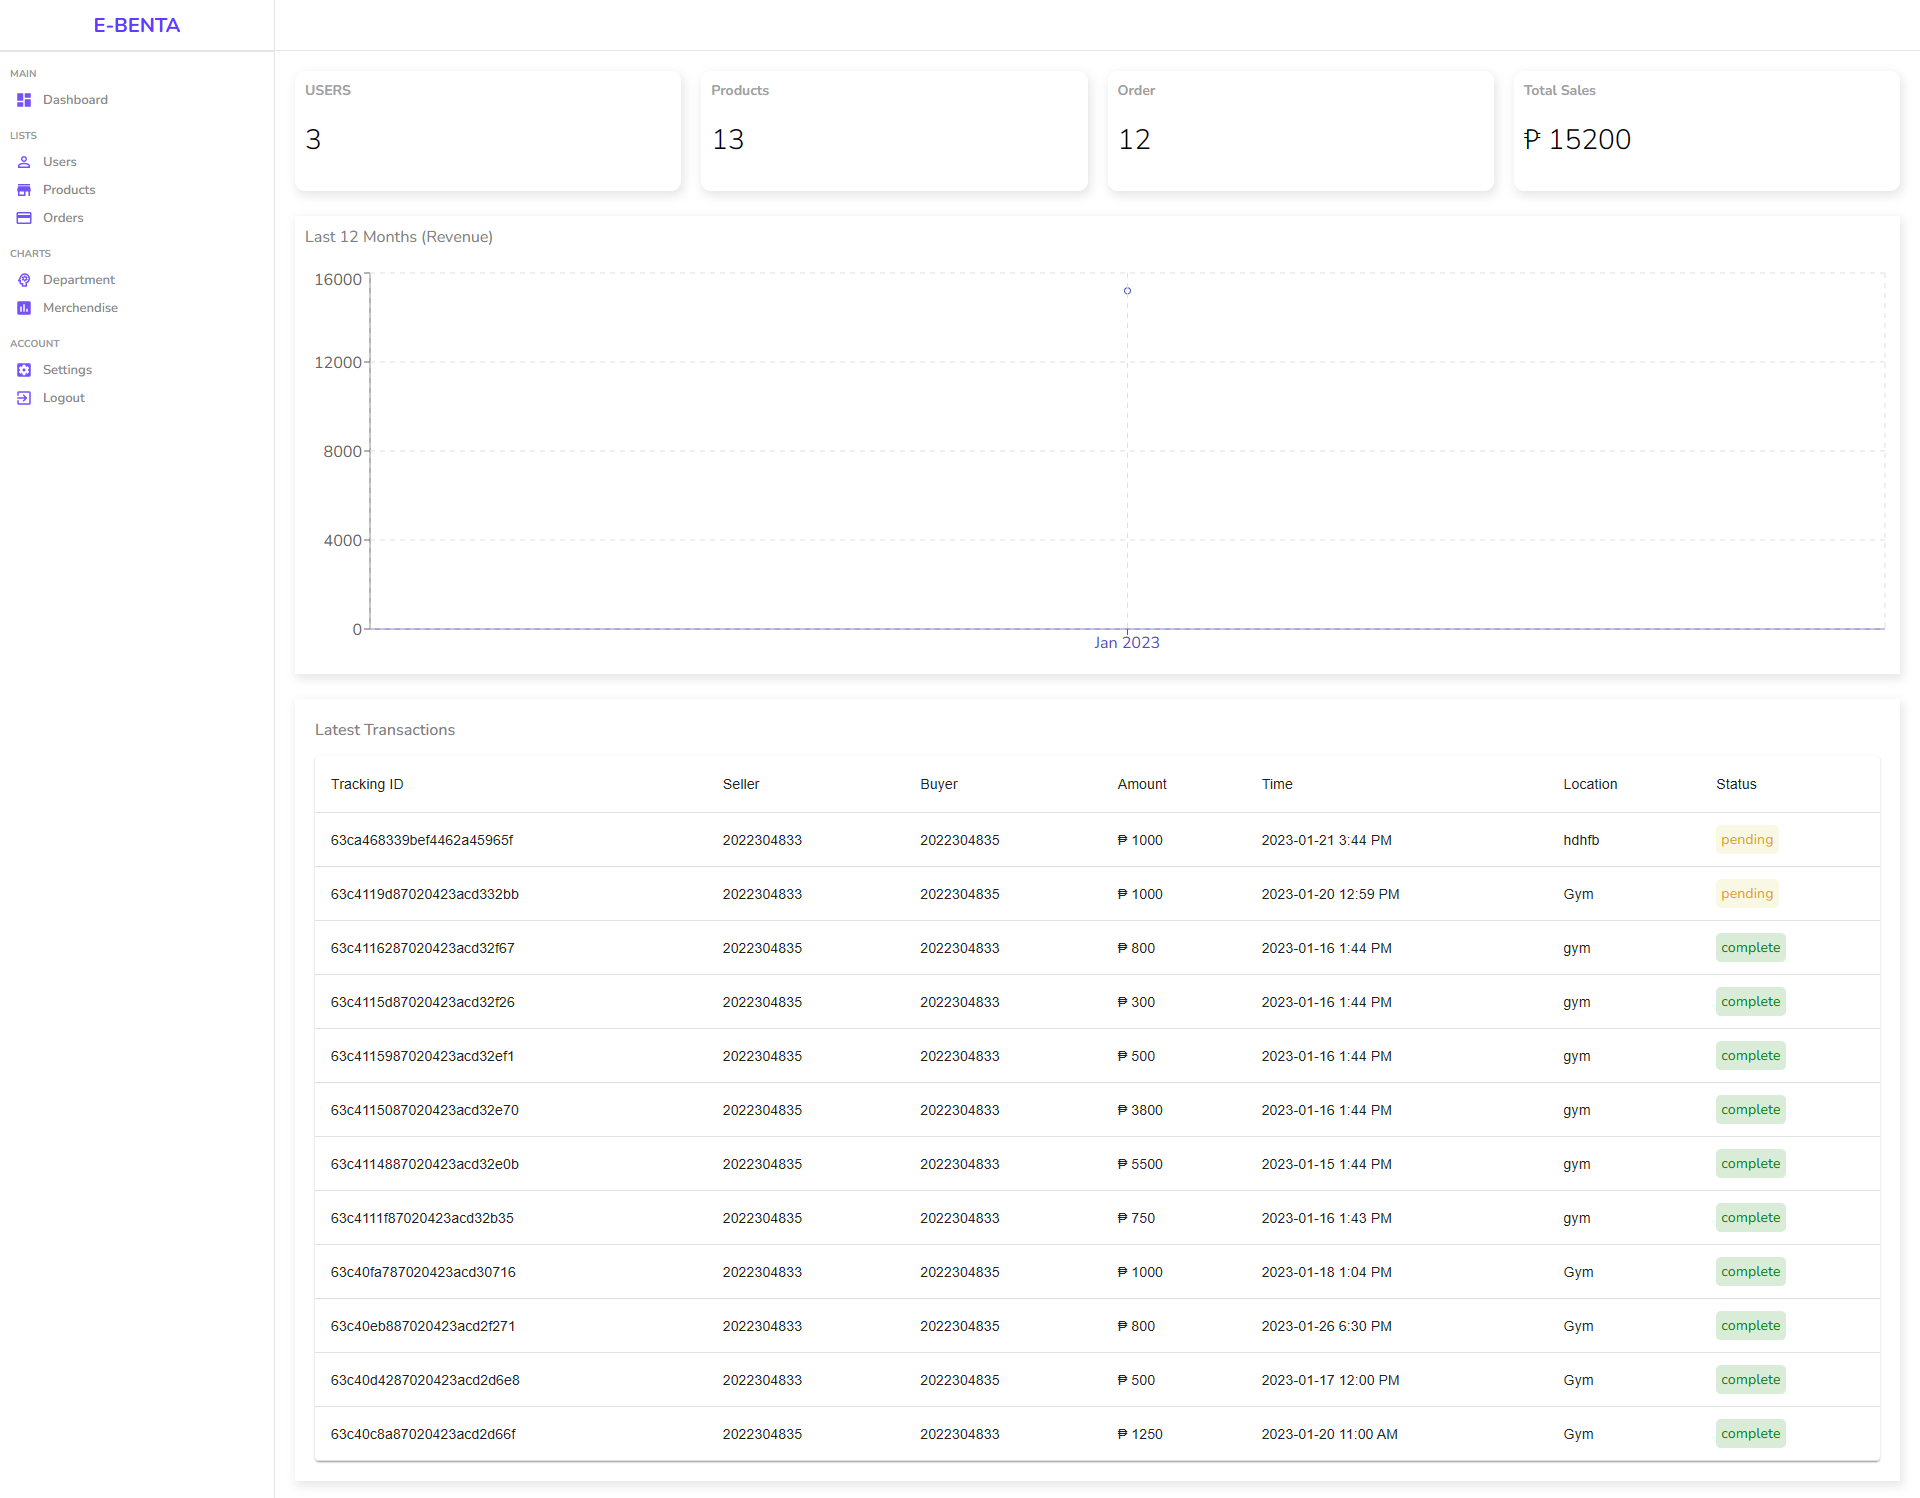 E-BENTA
MAIN
Dashboard
LISTS
Users
Products
Orders
CHARTS
Department
Merchendise
ACCOUNT
Settings
Logout
USERS
3
Products
13
Order
12
Total Sales
₱ 15200
Last 12 Months (Revenue)
16000
12000
8000
4000
0
Jan 2023
Latest Transactions
Tracking ID Seller Buyer Amount Time Location Status
63ca468339bef4462a45965f 2022304833 2022304835 ₱ 1000 2023-01-21 3:44 PM hdhfb pending
63c4119d87020423acd332bb 2022304833 2022304835 ₱ 1000 2023-01-20 12:59 PM Gym pending
63c4116287020423acd32f67 2022304835 2022304833 ₱ 800 2023-01-16 1:44 PM gym complete
63c4115d87020423acd32f26 2022304835 2022304833 ₱ 300 2023-01-16 1:44 PM gym complete
63c4115987020423acd32ef1 2022304835 2022304833 ₱ 500 2023-01-16 1:44 PM gym complete
63c4115087020423acd32e70 2022304835 2022304833 ₱ 3800 2023-01-16 1:44 PM gym complete
63c4114887020423acd32e0b 2022304835 2022304833 ₱ 5500 2023-01-15 1:44 PM gym complete
63c4111f87020423acd32b35 2022304835 2022304833 ₱ 750 2023-01-16 1:43 PM gym complete
63c40fa787020423acd30716 2022304833 2022304835 ₱ 1000 2023-01-18 1:04 PM Gym complete
63c40eb887020423acd2f271 2022304833 2022304835 ₱ 800 2023-01-26 6:30 PM Gym complete
63c40d4287020423acd2d6e8 2022304833 2022304835 ₱ 500 2023-01-17 12:00 PM Gym complete
63c40c8a87020423acd2d66f 2022304835 2022304833 ₱ 1250 2023-01-20 11:00 AM Gym complete